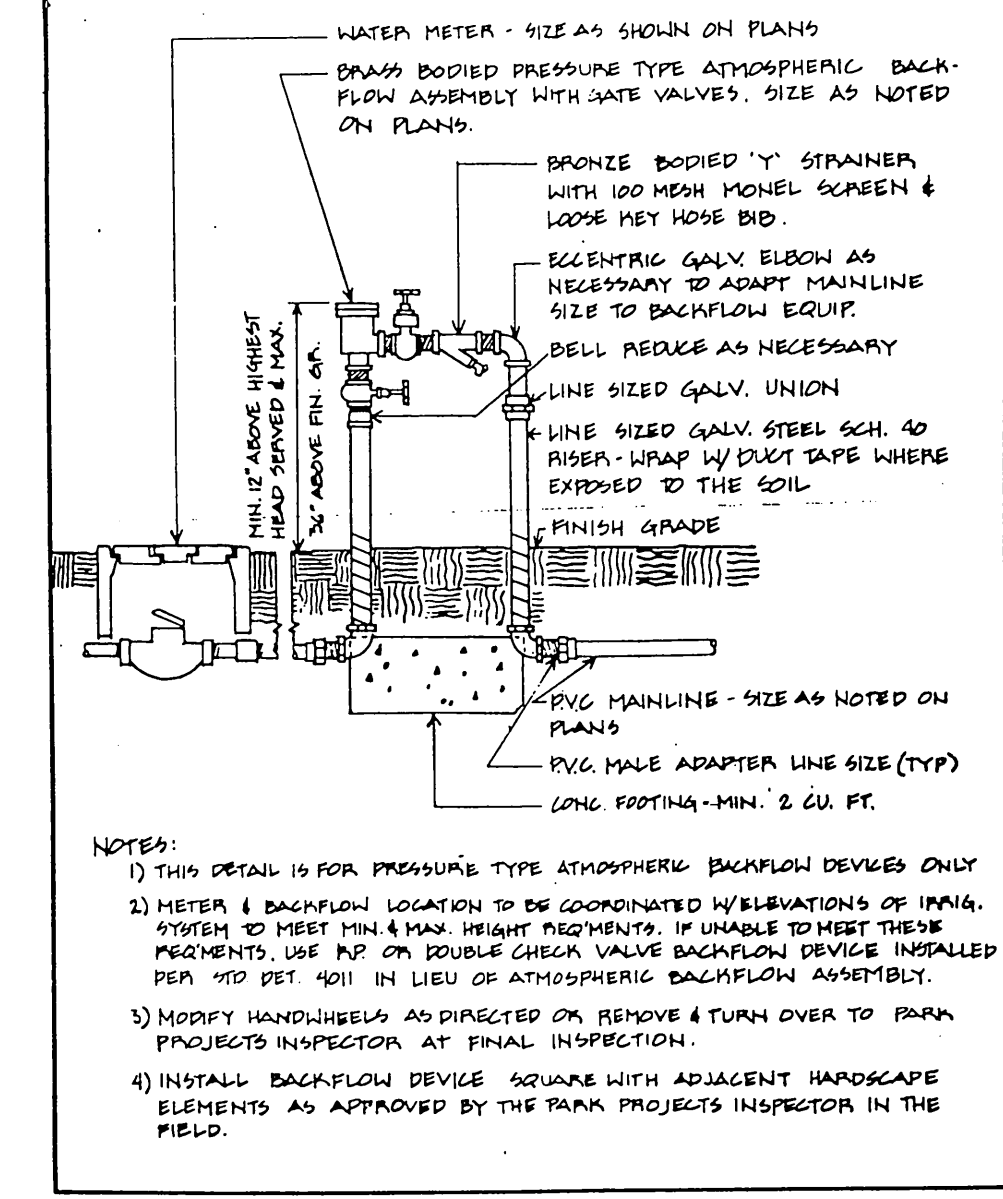 WATER METER - SIZE AS SHOWN ON PLANS
BRASS BODIED PRESSURE TYPE ATMOSPHERIC BACK-
FLOW ASSEMBLY WITH GATE VALVES. SIZE AS NOTED
ON PLANS.
BRONZE BODIED 'Y' STRAINER
WITH 100 MESH MONEL SCREEN &
LOOSE KEY HOSE BIB.
ECCENTRIC GALV. ELBOW AS
NECESSARY TO ADAPT MAINLINE
SIZE TO BACKFLOW EQUIP.
BELL REDUCE AS NECESSARY
LINE SIZED GALV. UNION
LINE SIZED GALV. STEEL SCH. 40
RISER - WRAP W/ DUCT TAPE WHERE
EXPOSED TO THE SOIL
FINISH GRADE
MIN. 12" ABOVE HIGHEST
HEAD SERVED & MAX.
36" ABOVE FIN. GR.
P.V.C MAINLINE - SIZE AS NOTED ON
PLANS
P.V.C. MALE ADAPTER LINE SIZE (TYP)
CONC. FOOTING - MIN. 2 CU. FT.
NOTES:
1) THIS DETAIL IS FOR PRESSURE TYPE ATMOSPHERIC BACKFLOW DEVICES ONLY
2) METER & BACKFLOW LOCATION TO BE COORDINATED W/ELEVATIONS OF IRRIG.
SYSTEM TO MEET MIN. & MAX. HEIGHT REQ'MENTS. IF UNABLE TO MEET THESE
REQ'MENTS, USE R.P. OR DOUBLE CHECK VALVE BACKFLOW DEVICE INSTALLED
PER STD DET. 4011 IN LIEU OF ATMOSPHERIC BACKFLOW ASSEMBLY.
3) MODIFY HANDWHEELS AS DIRECTED OR REMOVE & TURN OVER TO PARK
PROJECTS INSPECTOR AT FINAL INSPECTION.
4) INSTALL BACKFLOW DEVICE SQUARE WITH ADJACENT HARDSCAPE
ELEMENTS AS APPROVED BY THE PARK PROJECTS INSPECTOR IN THE
FIELD.